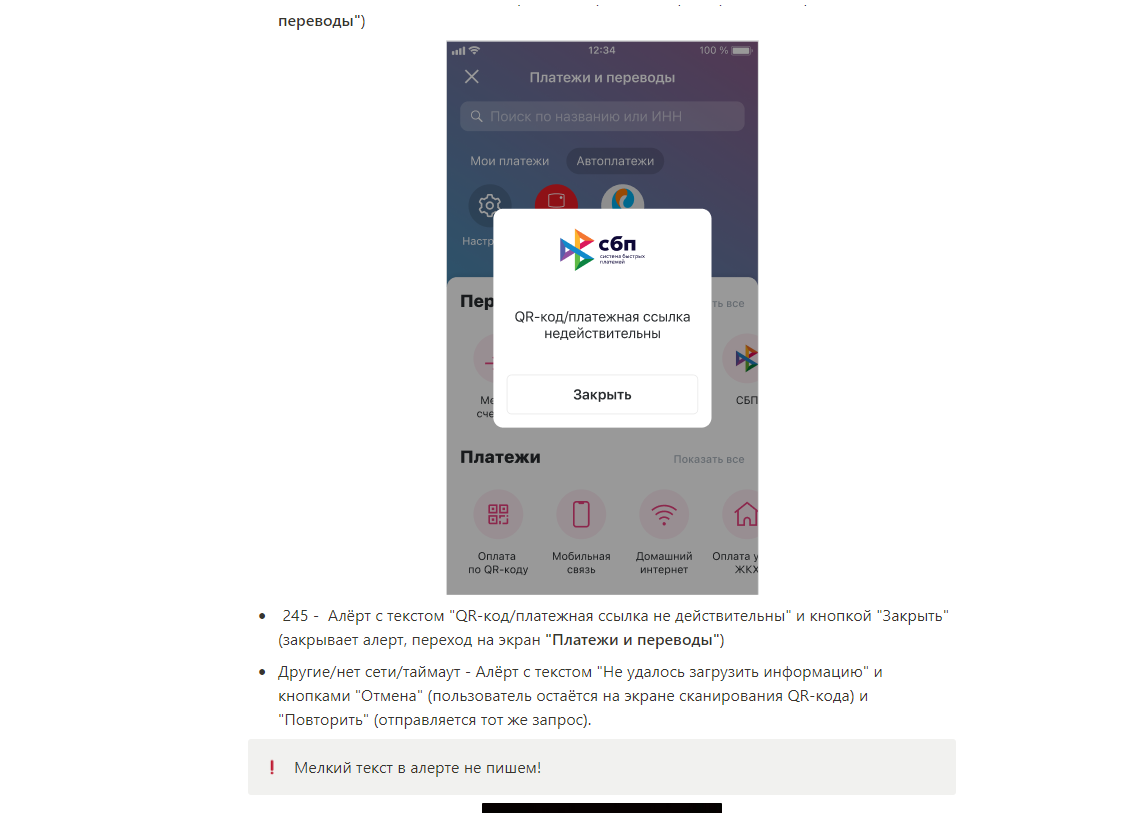 переводы")
12:34
100 %
Платежи и переводы
Поиск по названию или ИНН
Мои платежи
Автоплатежи
Настр
сбп
система быстрых
платежей
Пер
ть все
QR-код/платежная ссылка
недействительны
Ме
сче
СБП
Закрыть
Платежи
Показать все
Оплата
по QR-коду
Мобильная
связь
Домашний
интернет
Оплата у
ЖКХ
• 245 - Алёрт с текстом "QR-код/платежная ссылка не действительны" и кнопкой "Закрыть"
(закрывает алерт, переход на экран "Платежи и переводы")
• Другие/нет сети/таймаут - Алёрт с текстом "Не удалось загрузить информацию" и
кнопками "Отмена" (пользователь остаётся на экране сканирования QR-кода) и
"Повторить" (отправляется тот же запрос).
❗ Мелкий текст в алерте не пишем!